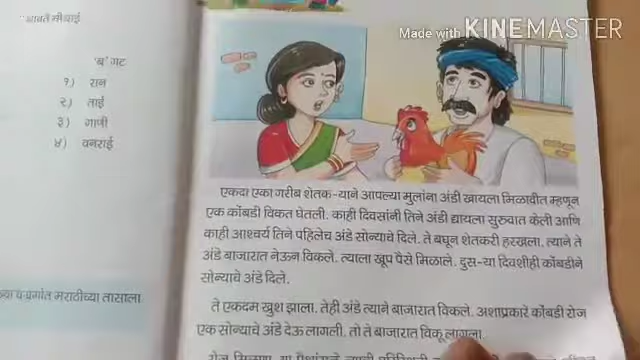 Made with KINEMASTER
'ब' गट
१) रान
२) ताई
३) गाणी
४) वनराई
एकदा एका गरीब शेतक-याने आपल्या मुलांना अंडी खायला मिळावीत म्हणून
एक कोंबडी विकत घेतली. काही दिवसांनी तिने अंडी द्यायला सुरुवात केली आणि
काही आश्चर्य तिने पहिलेच अंडे सोन्याचे दिले. ते बघून शेतकरी हरखला. त्याने ते
अंडे बाजारात नेऊन विकले. त्याला खूप पैसे मिळाले. दुस-या दिवशीही कोंबडीने
सोन्याचे अंडे दिले.
ते एकदम खुश झाला. तेही अंडे त्याने बाजारात विकले. अशाप्रकारे कोंबडी रोज
एक सोन्याचे अंडे देऊ लागली. तो ते बाजारात विकू लागला.
मराठीच्या तासाला